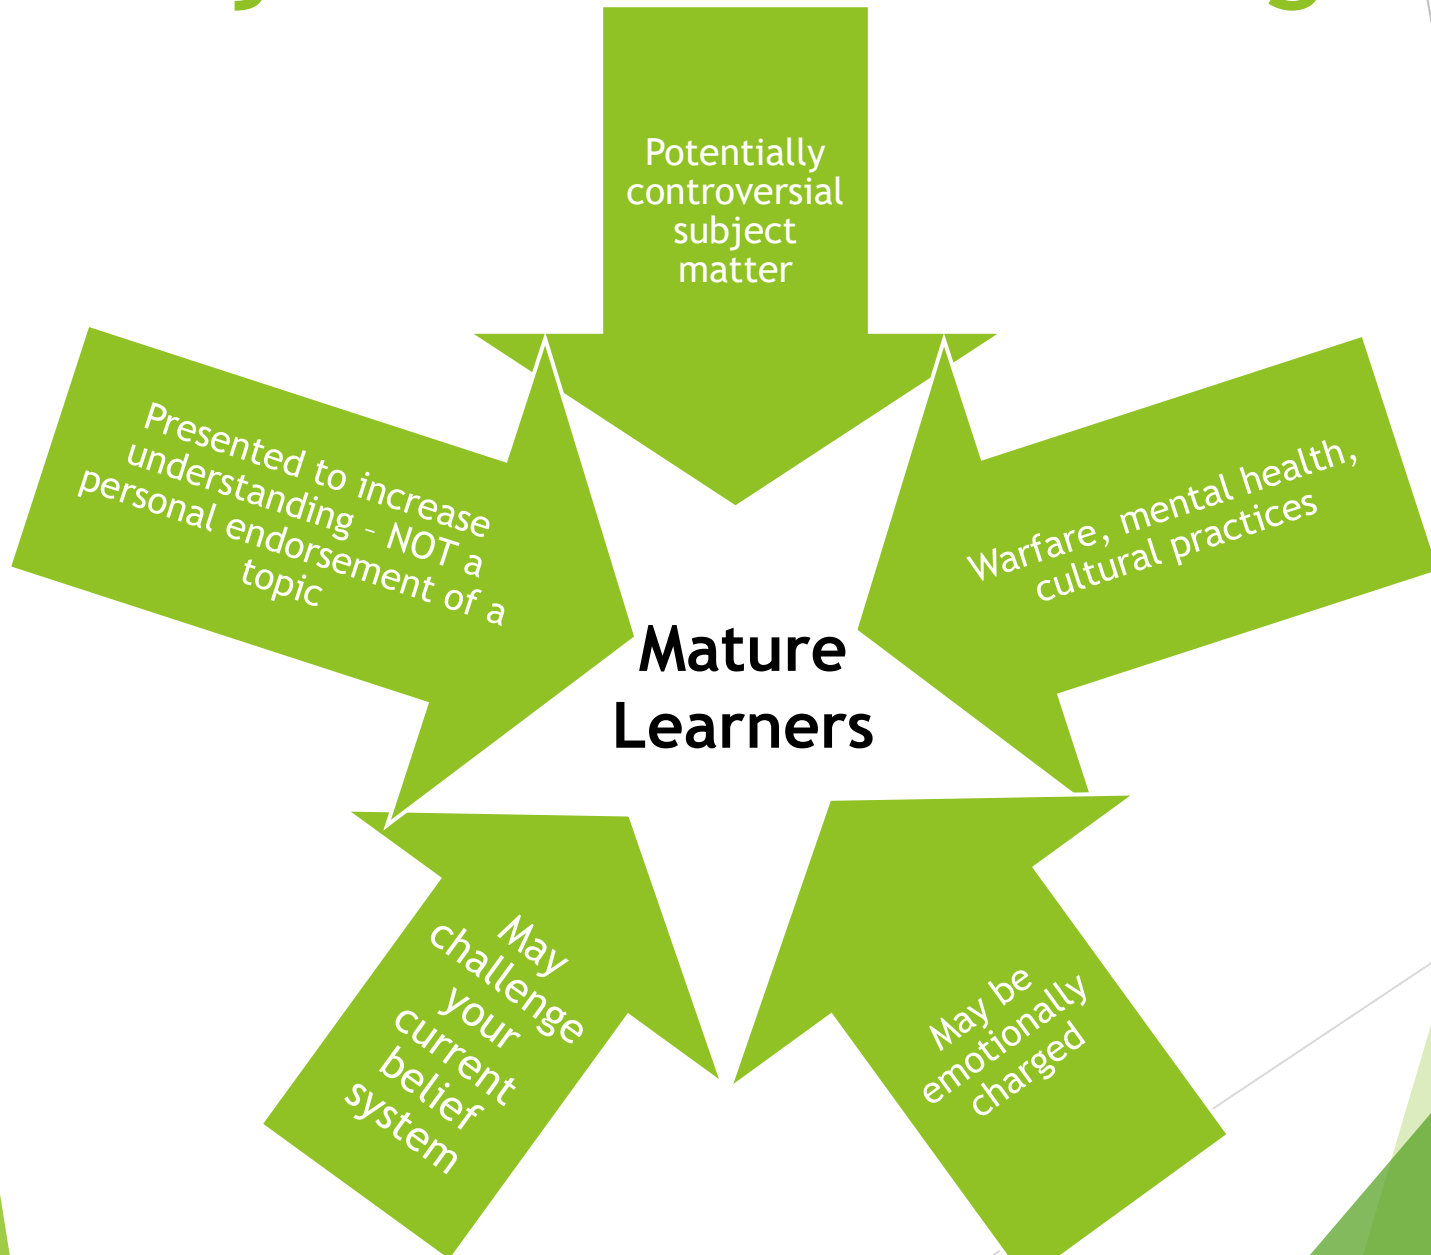 Potentially
controversial
subject
matter
Warfare, mental health,
cultural practices
May be
emotionally
charged
May
challenge
your
current
belief
system
Presented to increase
understanding – NOT a
personal endorsement of a
topic
Mature
Learners